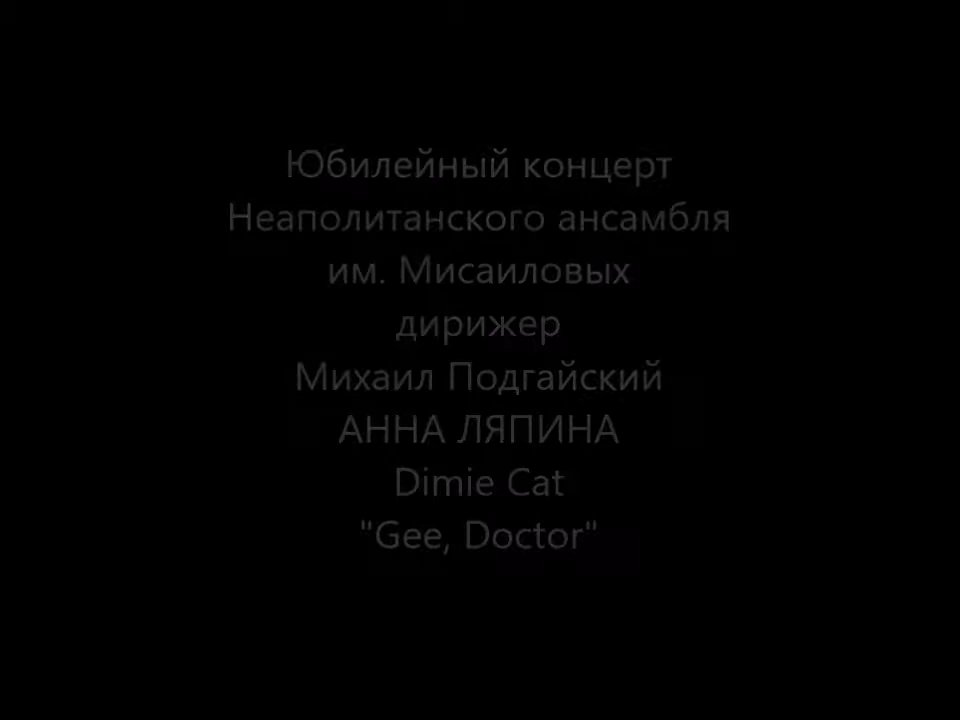 Юбилейный концерт
Неаполитанского ансамбля
им. Мисаиловых
дирижер
Михаил Подгайский
АННА ЛЯПИНА
Dimie Cat
"Gee, Doctor"